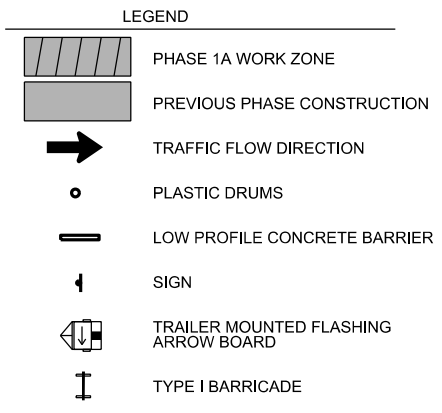 LEGEND
PHASE 1A WORK ZONE
PREVIOUS PHASE CONSTRUCTION
TRAFFIC FLOW DIRECTION
PLASTIC DRUMS
LOW PROFILE CONCRETE BARRIER
SIGN
TRAILER MOUNTED FLASHING
ARROW BOARD
TYPE I BARRICADE